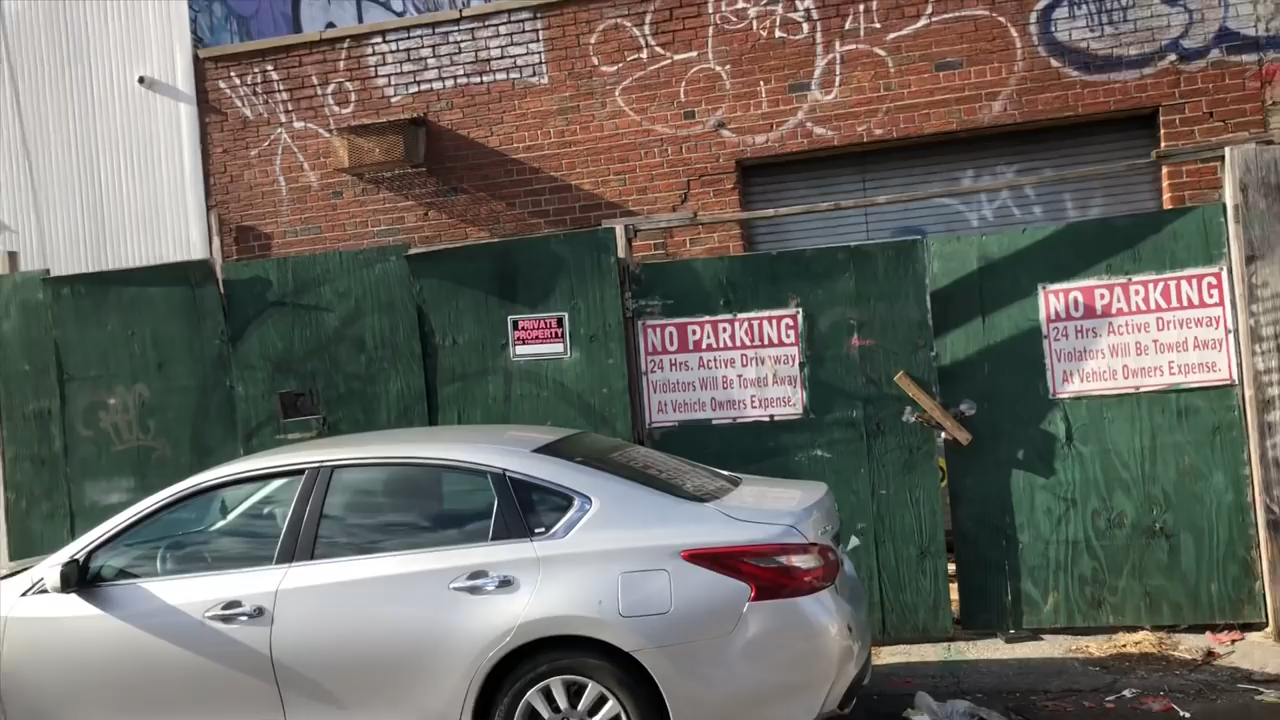 PRIVATE
PROPERTY
NO TRESPASSING
NO PARKING
24 Hrs. Active Driveway
Violators Will Be Towed Away
At Vehicle Owners Expense.
NO PARKING
24 Hrs. Active Driveway
Violators Will Be Towed Away
At Vehicle Owners Expense.